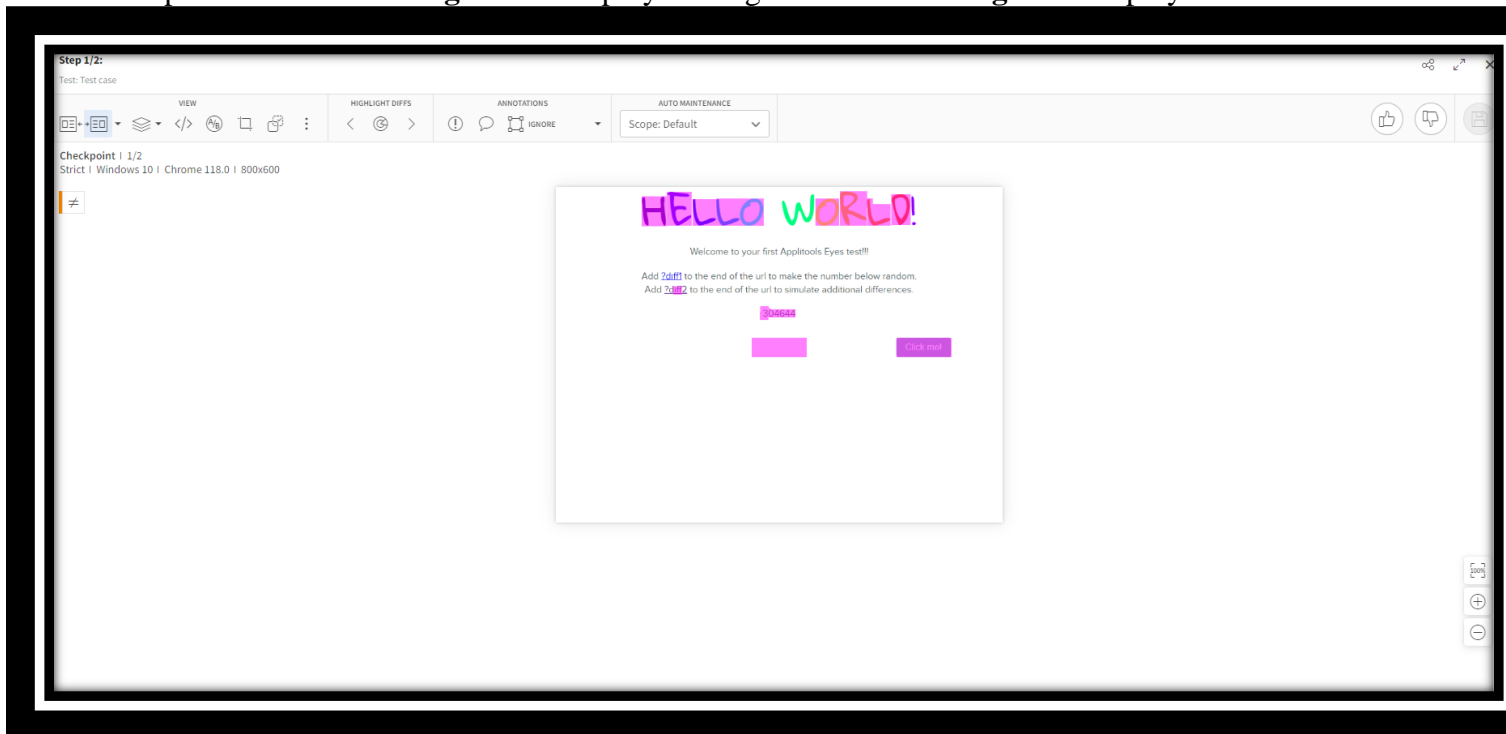 Step 1/2:
Test: Test case
VIEW HIGHLIGHT DIFFS ANNOTATIONS AUTO MAINTENANCE
A/B IGNORE Scope: Default
Checkpoint | 1/2
Strict | Windows 10 | Chrome 118.0 | 800x600
HELLO WORLD!
Welcome to your first Applitools Eyes test!!!
Add ?diff1 to the end of the url to make the number below random.
Add ?diff2 to the end of the url to simulate additional differences.
304644
Click me!
100%